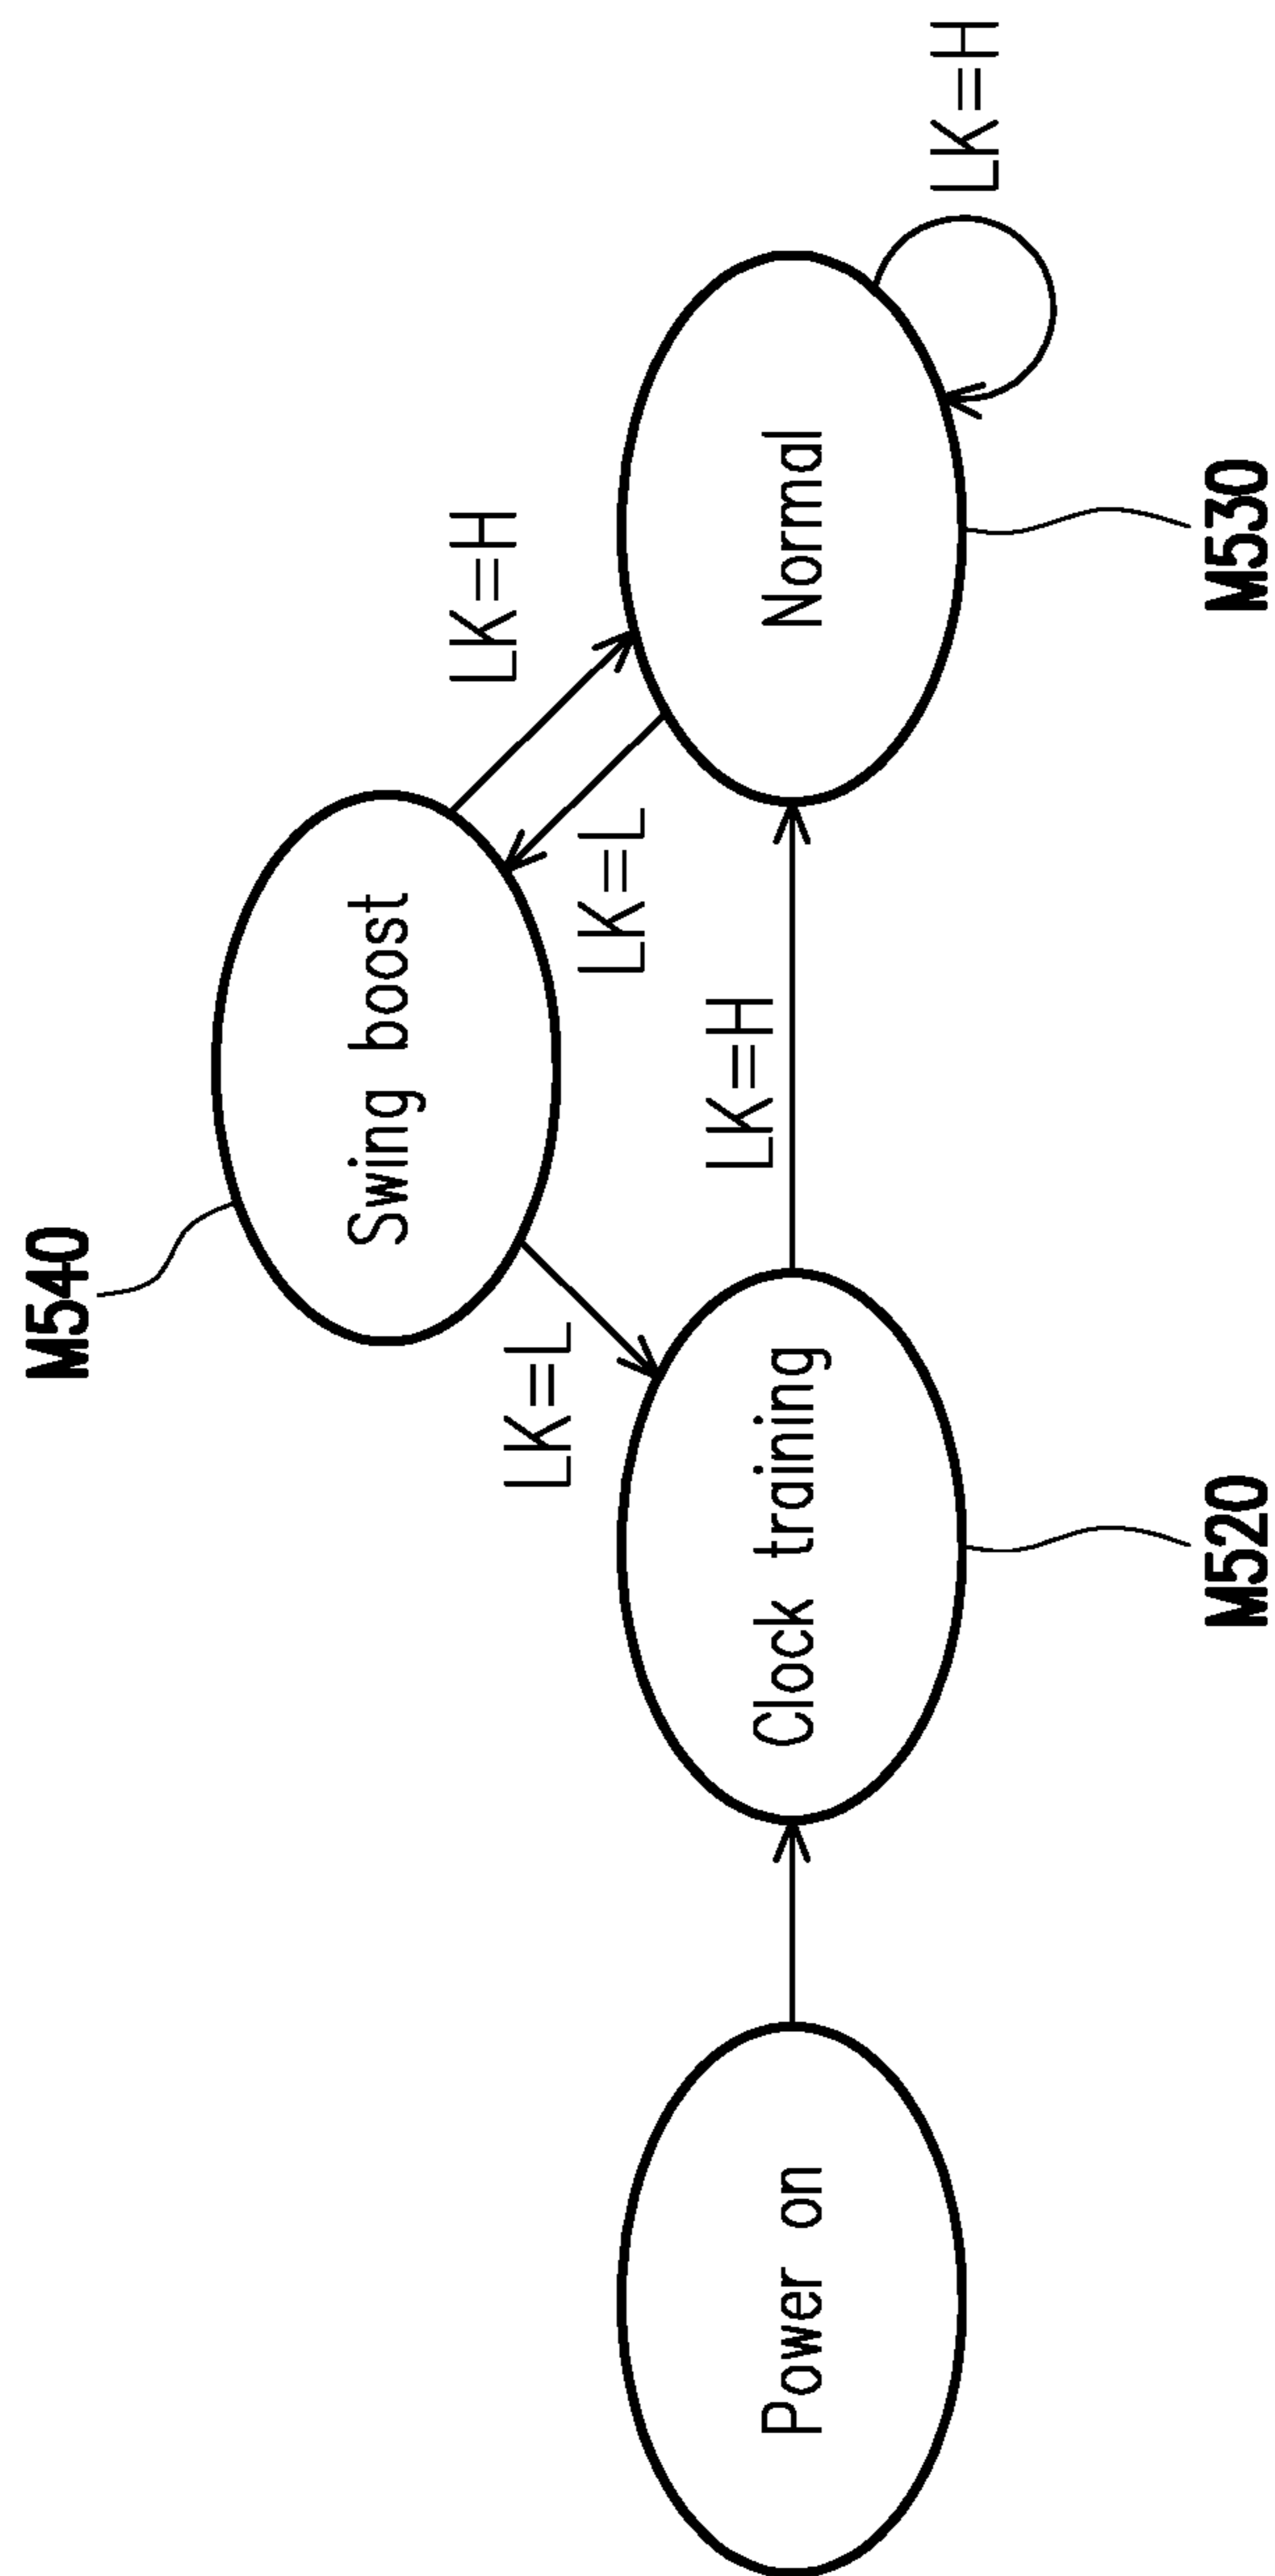 M540
Swing boost
LK=H
LK=L
LK=L
LK=H
LK=H
Power on
Clock training
Normal
M520
M530